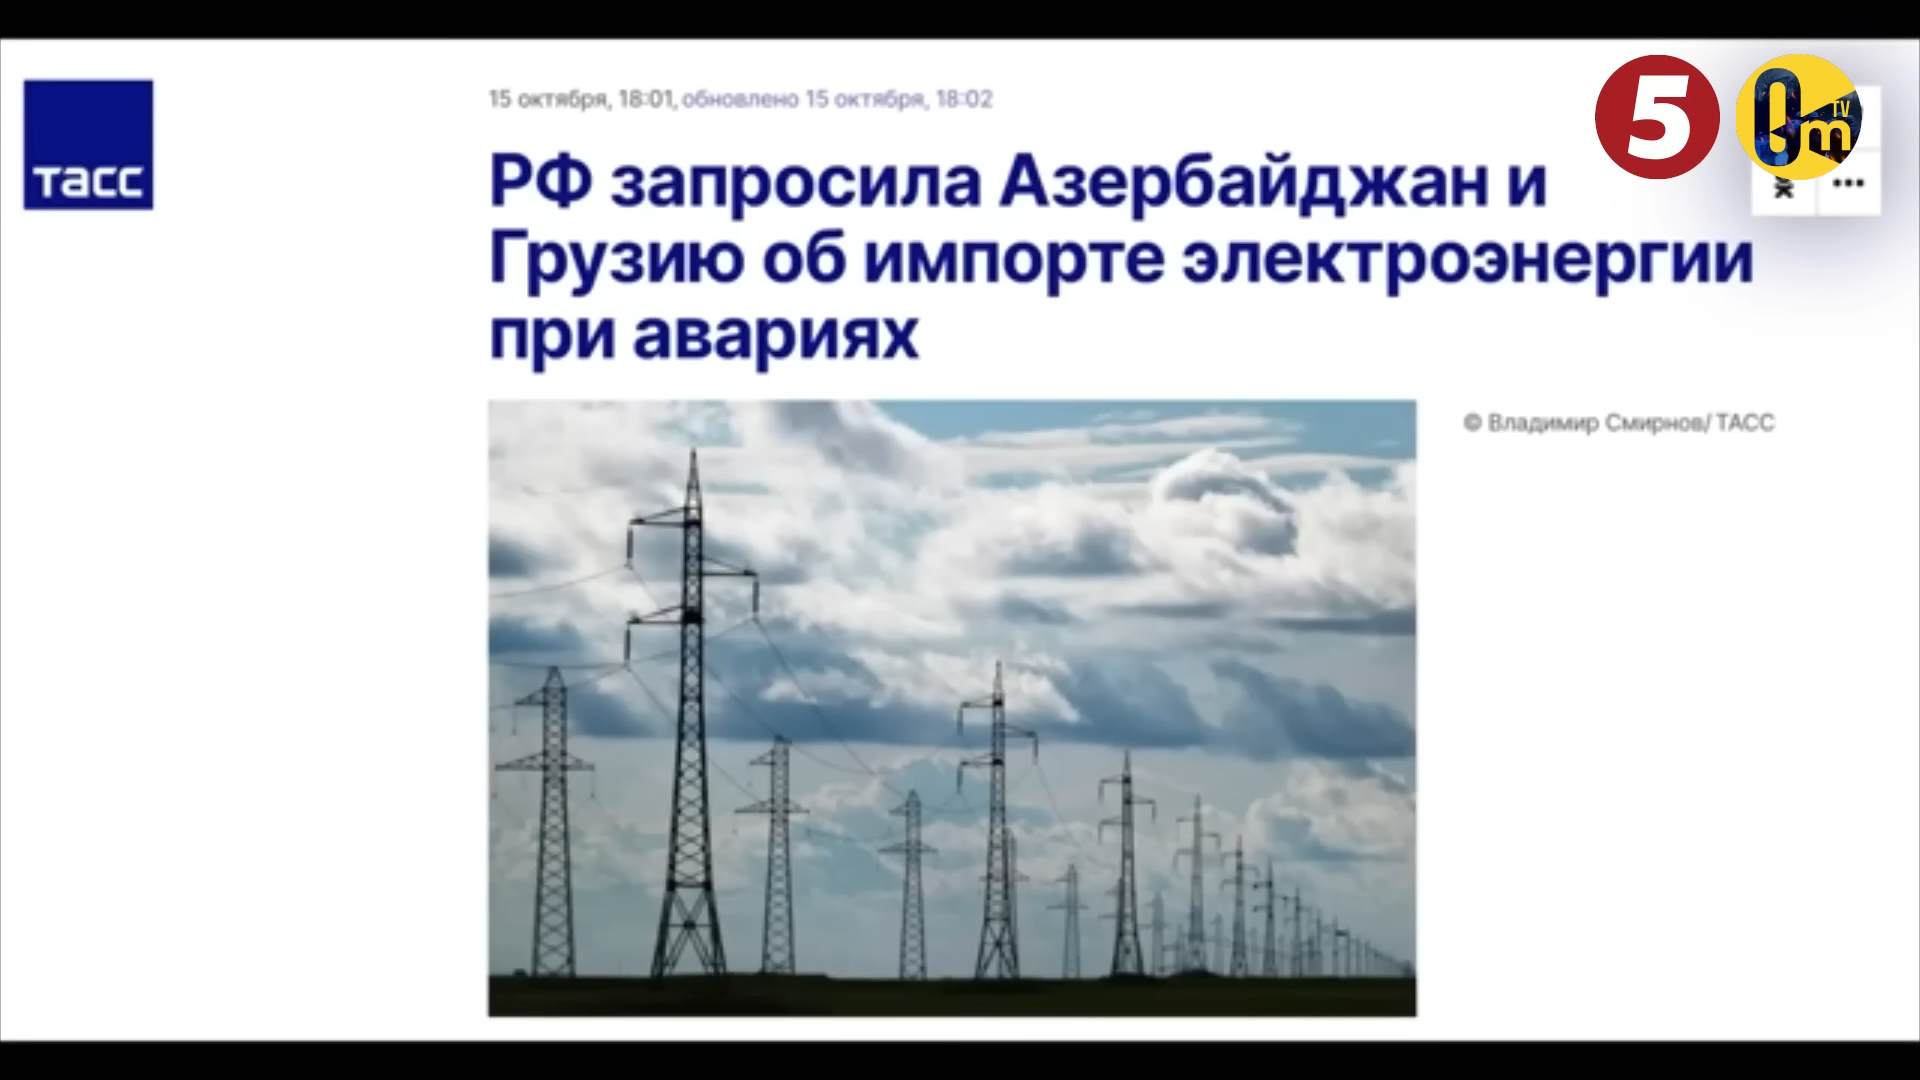 тасс
15 октября, 18:01, обновлено 15 октября, 18:02
5
TV
m
РФ запросила Азербайджан и
Грузию об импорте электроэнергии
при авариях
© Владимир Смирнов/ ТАСС